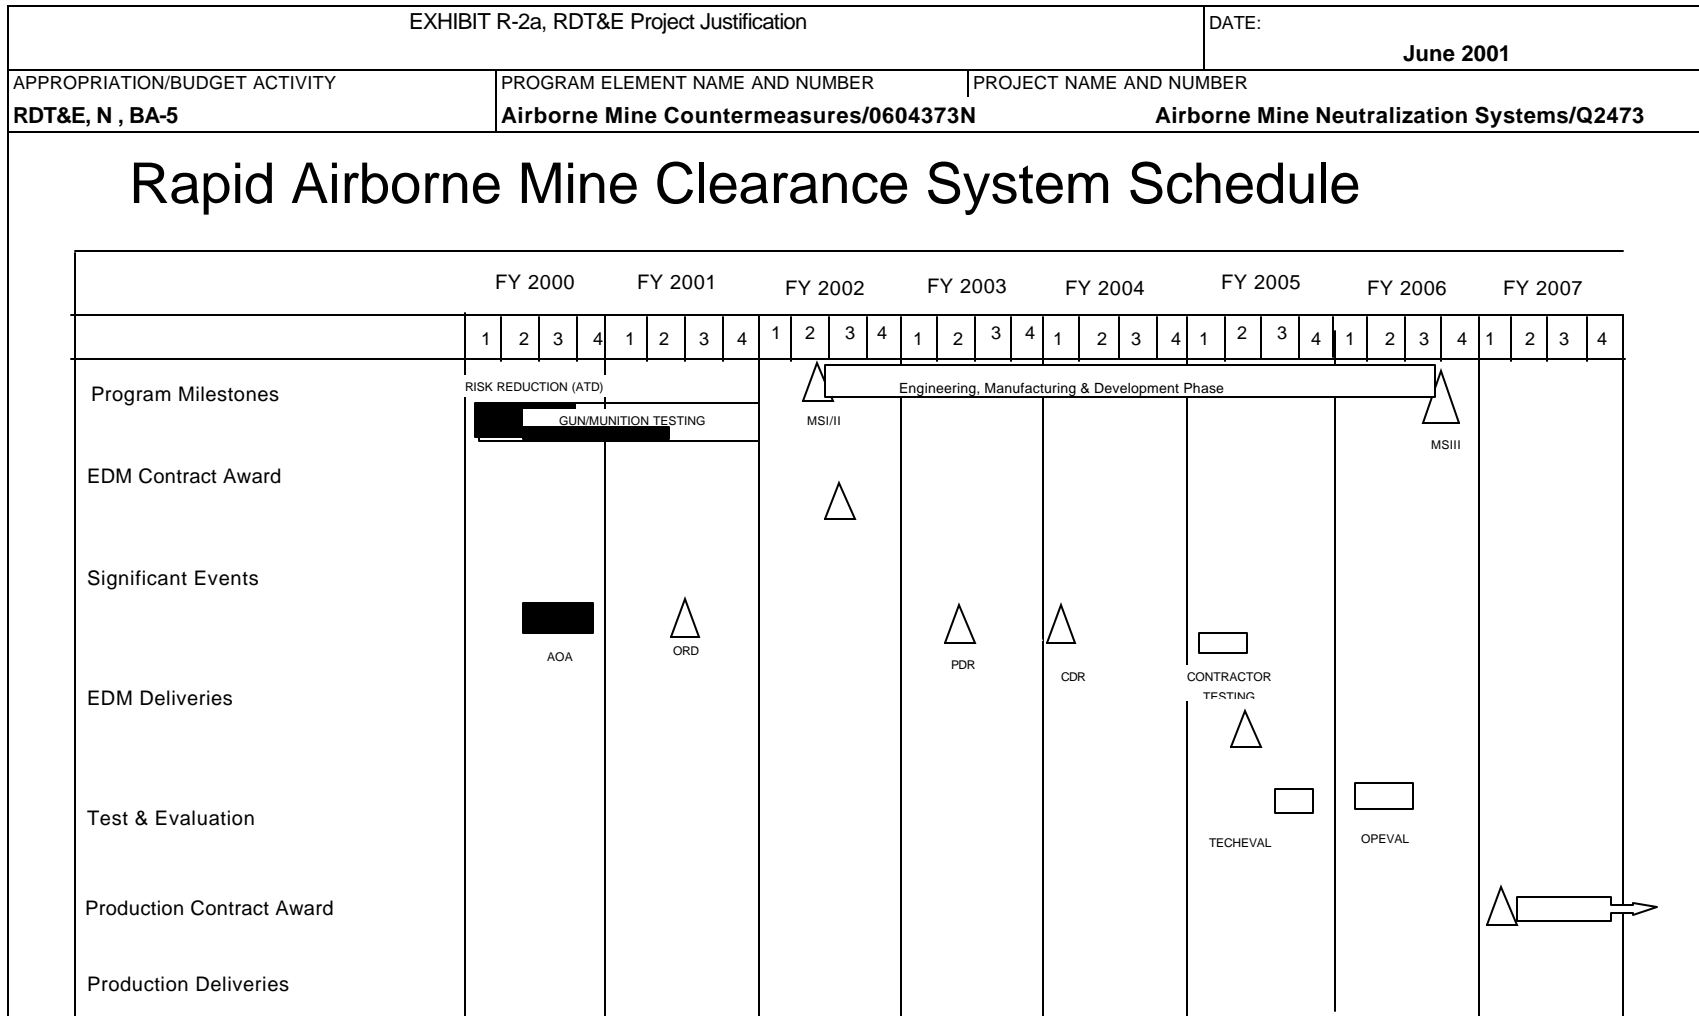 EXHIBIT R-2a, RDT&E Project Justification
DATE:
June 2001
APPROPRIATION/BUDGET ACTIVITY
PROGRAM ELEMENT NAME AND NUMBER
PROJECT NAME AND NUMBER
RDT&E, N , BA-5
Airborne Mine Countermeasures/0604373N
Airborne Mine Neutralization Systems/Q2473
Rapid Airborne Mine Clearance System Schedule
FY 2000 FY 2001 FY 2002 FY 2003 FY 2004 FY 2005 FY 2006 FY 2007
1 2 3 4 1 2 3 4 1 2 3 4 1 2 3 4 1 2 3 4 1 2 3 4 1 2 3 4 1 2 3 4
Program Milestones
RISK REDUCTION (ATD)
GUN/MUNITION TESTING
MSI/II
Engineering, Manufacturing & Development Phase
MSIII
EDM Contract Award
Significant Events
AOA
ORD
PDR
CDR
CONTRACTOR
TESTING
EDM Deliveries
Test & Evaluation
TECHEVAL
OPEVAL
Production Contract Award
Production Deliveries